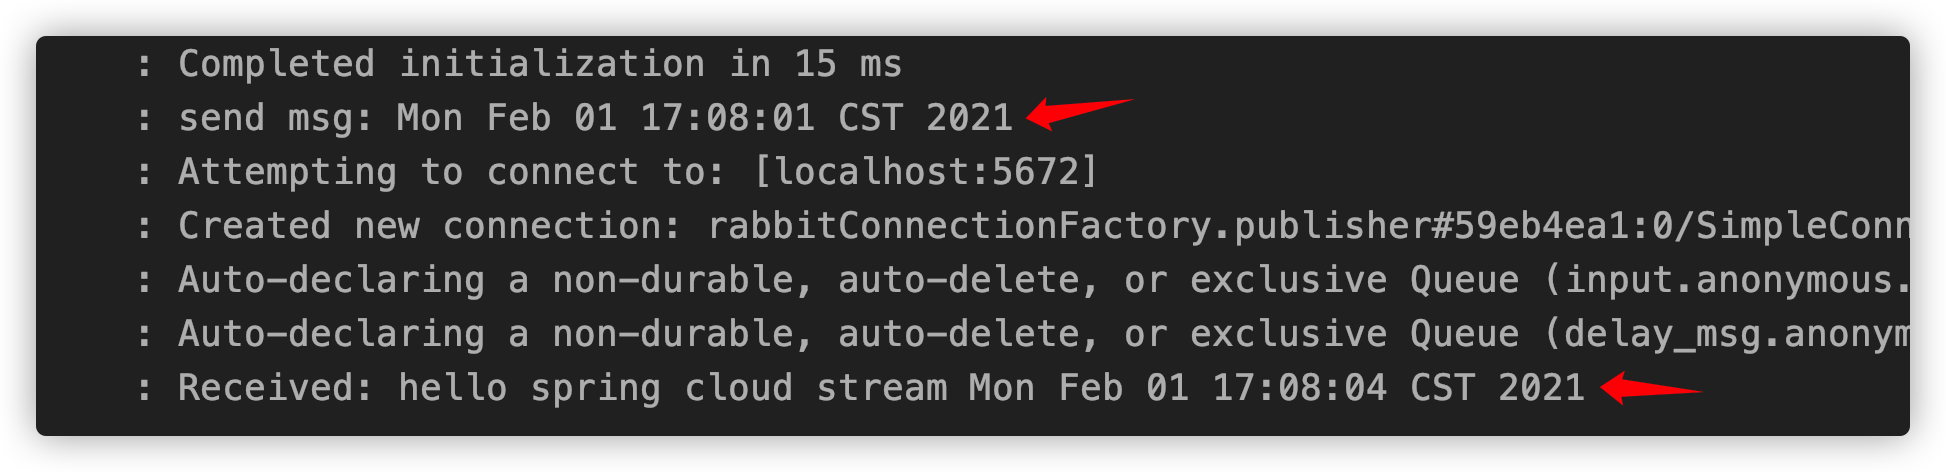 : Completed initialization in 15 ms
: send msg: Mon Feb 01 17:08:01 CST 2021
: Attempting to connect to: [localhost:5672]
: Created new connection: rabbitConnectionFactory.publisher#59eb4ea1:0/SimpleConn
: Auto-declaring a non-durable, auto-delete, or exclusive Queue (input.anonymous.
: Auto-declaring a non-durable, auto-delete, or exclusive Queue (delay_msg.anonym
: Received: hello spring cloud stream Mon Feb 01 17:08:04 CST 2021